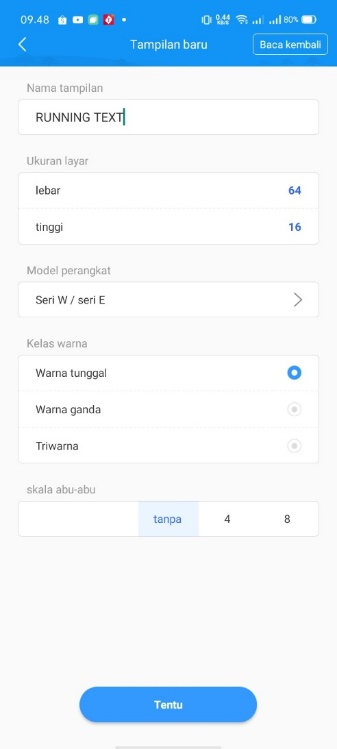 09.48 0.44 KB/S 80%
Tampilan baru Baca kembali
Nama tampilan
RUNNING TEXT
Ukuran layar
lebar 64
tinggi 16
Model perangkat
Seri W / seri E
Kelas warna
Warna tunggal
Warna ganda
Triwarna
skala abu-abu
tanpa 4 8
Tentu